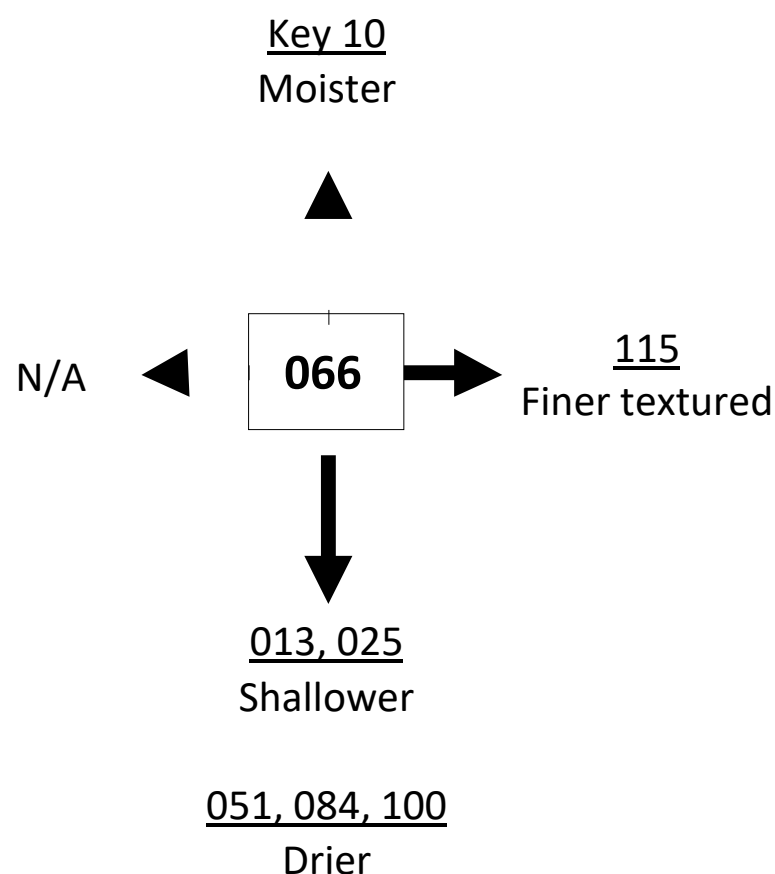 Key 10
Moister
N/A
066
115
Finer textured
013, 025
Shallower
051, 084, 100
Drier